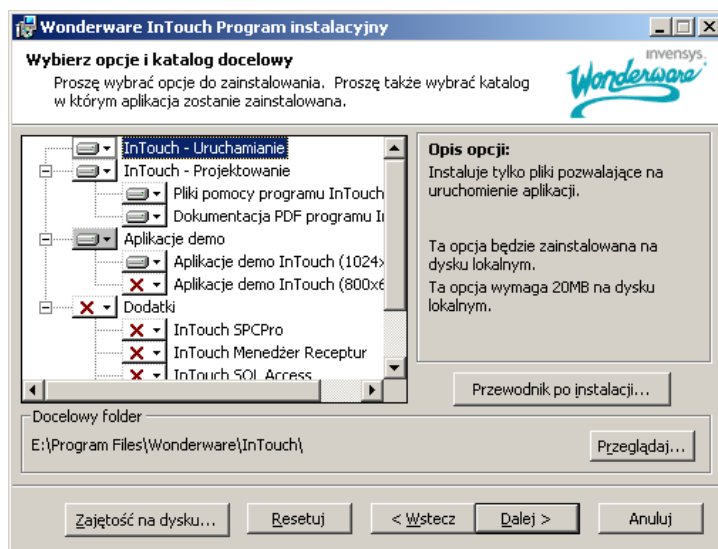 Wonderware InTouch Program instalacyjny
Wybierz opcje i katalog docelowy
Proszę wybrać opcje do zainstalowania. Proszę także wybrać katalog
w którym aplikacja zostanie zainstalowana.
invensys.
Wonderware
InTouch - Uruchamianie
InTouch - Projektowanie
Pliki pomocy programu InTouch
Dokumentacja PDF programu
Aplikacje demo
Aplikacje demo InTouch (1024x
Aplikacje demo InTouch (800x6
Dodatki
InTouch SPCPro
InTouch Menedżer Receptur
InTouch SQL Access
Opis opcji:
Instaluje tylko pliki pozwalające na
uruchomienie aplikacji.
Ta opcja będzie zainstalowana na
dysku lokalnym.
Ta opcja wymaga 20MB na dysku
lokalnym.
Przewodnik po instalacji...
Docelowy folder
E:\Program Files\Wonderware\InTouch\
Przeglądaj...
Zajętość na dysku...
Resetuj
< Wstecz
Dalej >
Anuluj